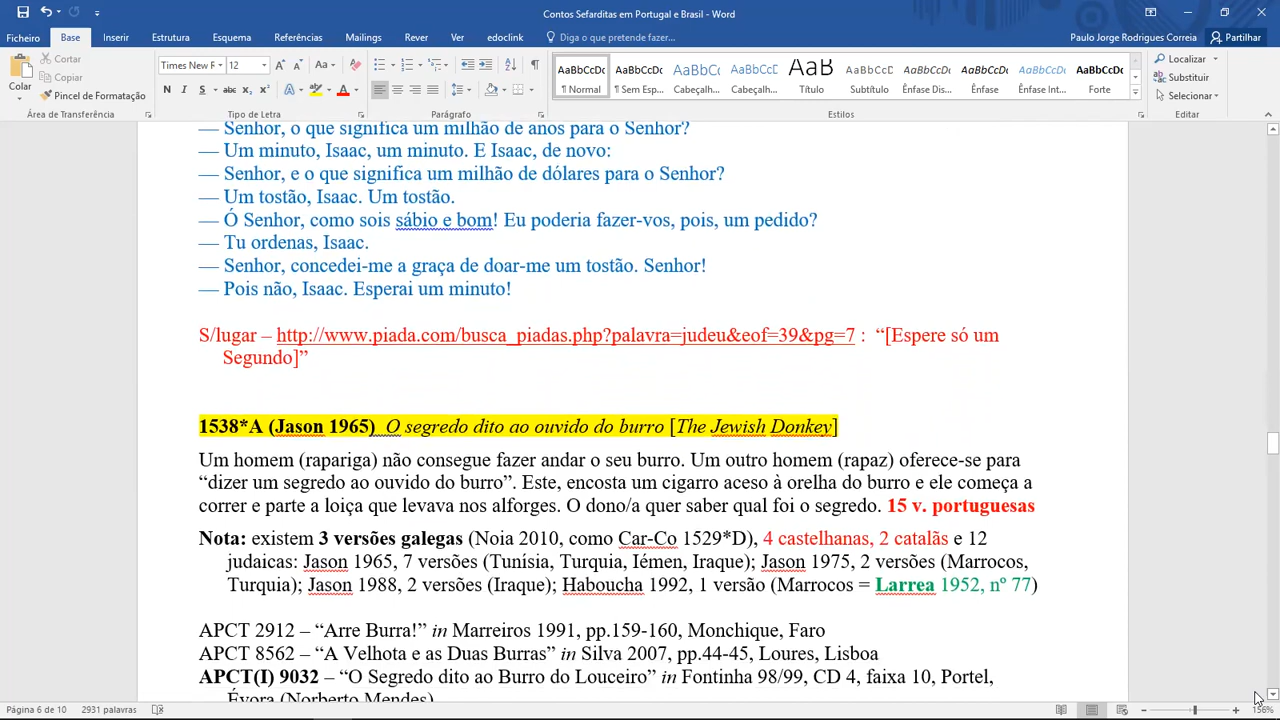 Contos Sefarditas em Portugal e Brasil - Word
Ficheiro Base Inserir Estrutura Esquema Referências Mailings Rever Ver edoclink Diga o que pretende fazer... Paulo Jorge Rodrigues Correia Partilhar
Cortar
Copiar
Pincel de Formatação
Colar
Times New R 12
N I S abc x₂ x²
AaBbCcDc AaBbCcDc AaBbCcDc AaBbCcDc AaB AaBbCcDc AaBbCcDc AaBbCcDc AaBbCcDc AaBbCcDc
¶ Normal ¶ Sem Esp... Cabeçalh... Cabeçalh... Título Subtítulo Ênfase Dis... Ênfase Ênfase Int... Forte
Localizar
Substituir
Selecionar
Área de Transferência Tipo de Letra Parágrafo Estilos Editar
— Senhor, o que significa um milhão de anos para o Senhor?
— Um minuto, Isaac, um minuto. E Isaac, de novo:
— Senhor, e o que significa um milhão de dólares para o Senhor?
— Um tostão, Isaac. Um tostão.
— Ó Senhor, como sois sábio e bom! Eu poderia fazer-vos, pois, um pedido?
— Tu ordenas, Isaac.
— Senhor, concedei-me a graça de doar-me um tostão. Senhor!
— Pois não, Isaac. Esperai um minuto!
S/lugar – http://www.piada.com/busca_piadas.php?palavra=judeu&eof=39&pg=7 : “[Espere só um
Segundo]”
1538*A (Jason 1965) O segredo dito ao ouvido do burro [The Jewish Donkey]
Um homem (rapariga) não consegue fazer andar o seu burro. Um outro homem (rapaz) oferece-se para
“dizer um segredo ao ouvido do burro”. Este, encosta um cigarro aceso à orelha do burro e ele começa a
correr e parte a loiça que levava nos alforges. O dono/a quer saber qual foi o segredo. 15 v. portuguesas
Nota: existem 3 versões galegas (Noia 2010, como Car-Co 1529*D), 4 castelhanas, 2 catalãs e 12
judaicas: Jason 1965, 7 versões (Tunísia, Turquia, Iémen, Iraque); Jason 1975, 2 versões (Marrocos,
Turquia); Jason 1988, 2 versões (Iraque); Haboucha 1992, 1 versão (Marrocos = Larrea 1952, nº 77)
APCT 2912 – “Arre Burra!” in Marreiros 1991, pp.159-160, Monchique, Faro
APCT 8562 – “A Velhota e as Duas Burras” in Silva 2007, pp.44-45, Loures, Lisboa
APCT(I) 9032 – “O Segredo dito ao Burro do Louceiro” in Fontinha 98/99, CD 4, faixa 10, Portel,
Évora (Norberto Mendes)
Página 6 de 10 2931 palavras 156%